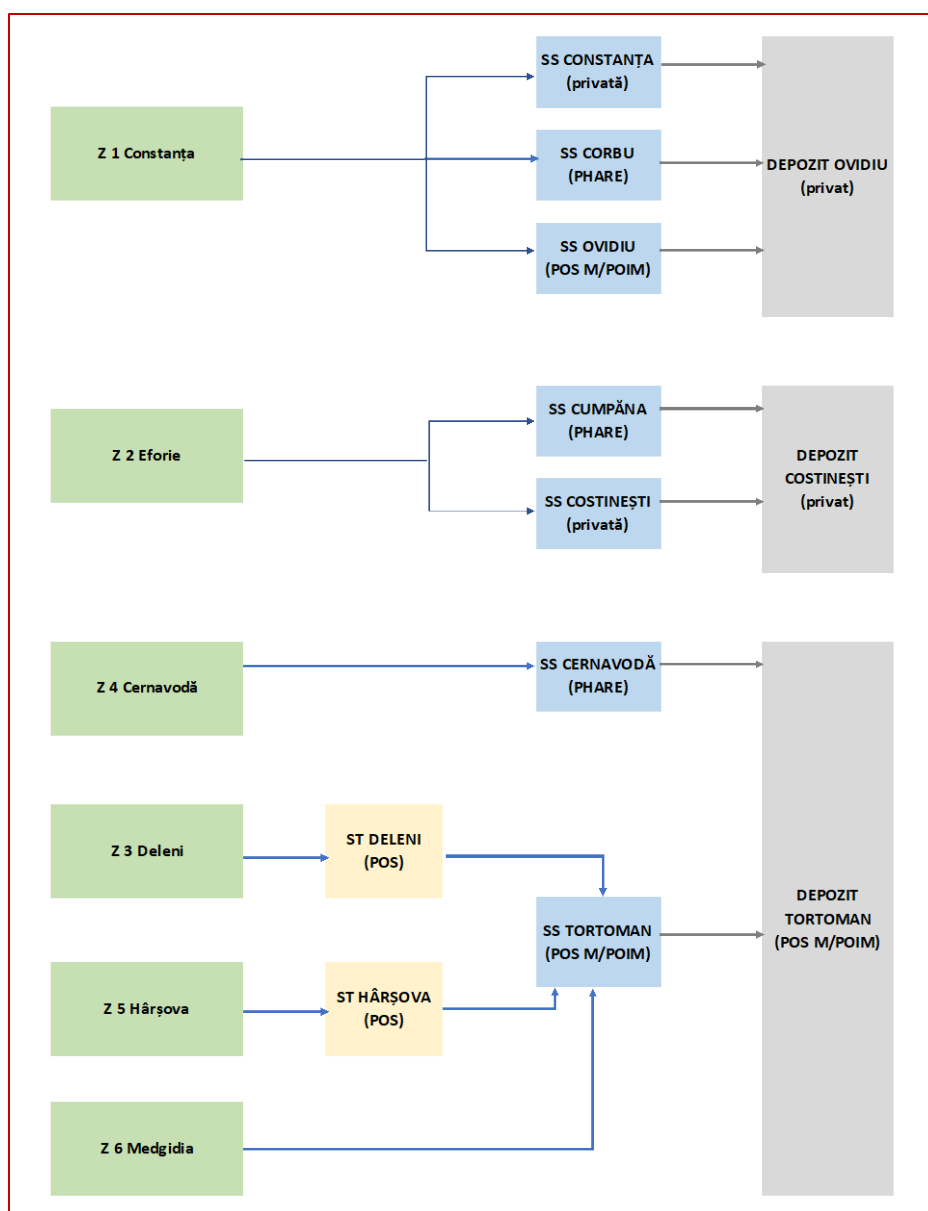 SS CONSTANȚA
(privată)
Z 1 Constanța
SS CORBU
(PHARE)
DEPOZIT OVIDIU
(privat)
SS OVIDIU
(POS M/POIM)
SS CUMPĂNA
(PHARE)
Z 2 Eforie
DEPOZIT
COSTINEȘTI
(privat)
SS COSTINEȘTI
(privată)
SS CERNAVODĂ
(PHARE)
Z 4 Cernavodă
Z 3 Deleni
ST DELENI
(POS)
SS TORTOMAN
(POS M/POIM)
DEPOZIT
TORTOMAN
(POS M/POIM)
Z 5 Hârșova
ST HÂRȘOVA
(POS)
Z 6 Medgidia